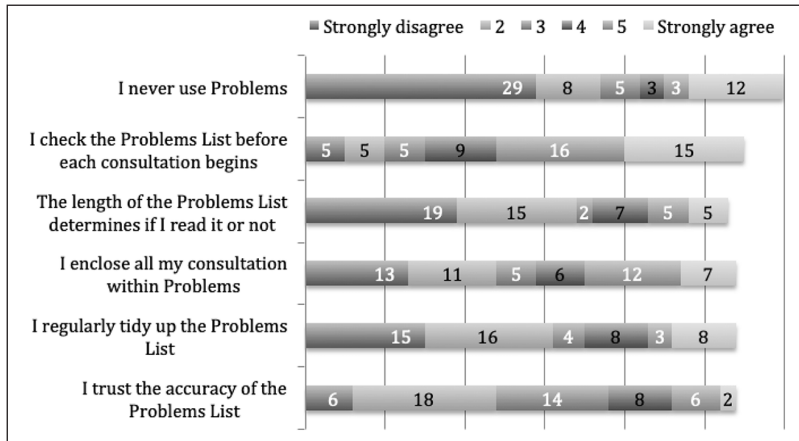 Strongly disagree 2 3 4 5 Strongly agree
I never use Problems 29 8 5 3 3 12
I check the Problems List before
each consultation begins 5 5 5 9 16 15
The length of the Problems List
determines if I read it or not 19 15 2 7 5 5
I enclose all my consultation
within Problems 13 11 5 6 12 7
I regularly tidy up the Problems
List 15 16 4 8 3 8
I trust the accuracy of the
Problems List 6 18 14 8 6 2